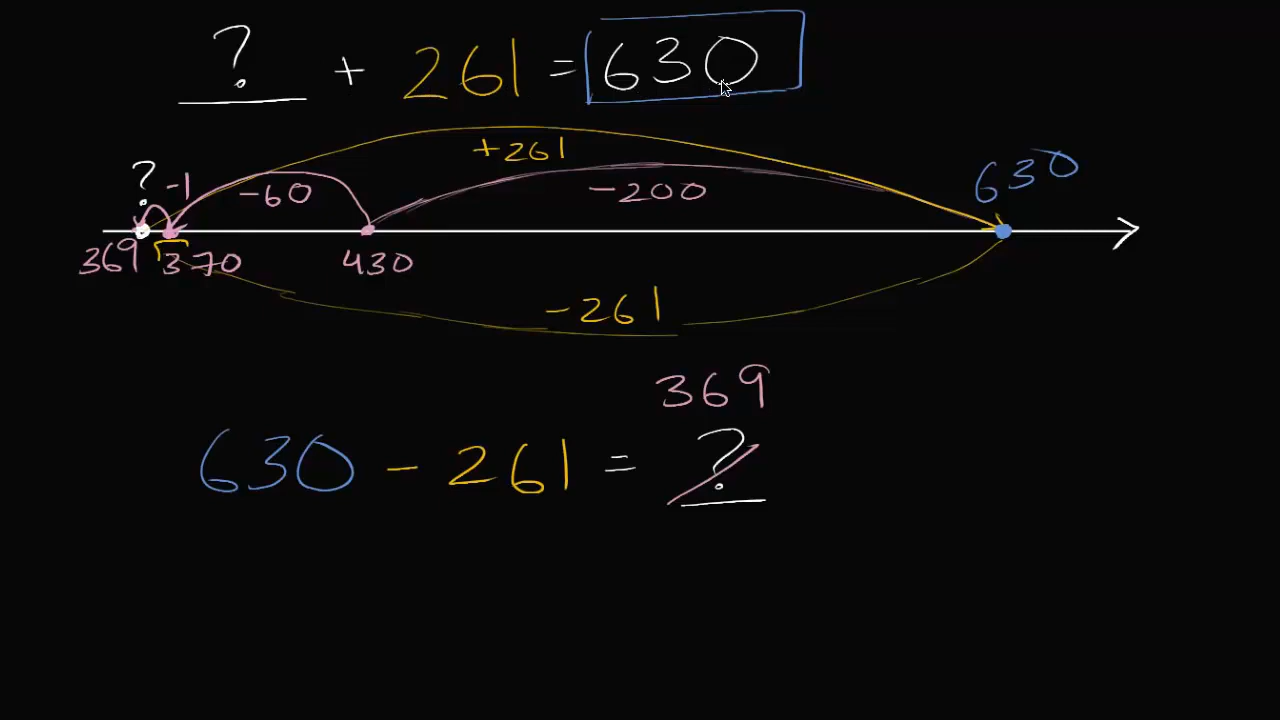 ? + 261 = 630
+261
630
? -1 -60 -200
369 370 430
-261
369
630 - 261 = ?